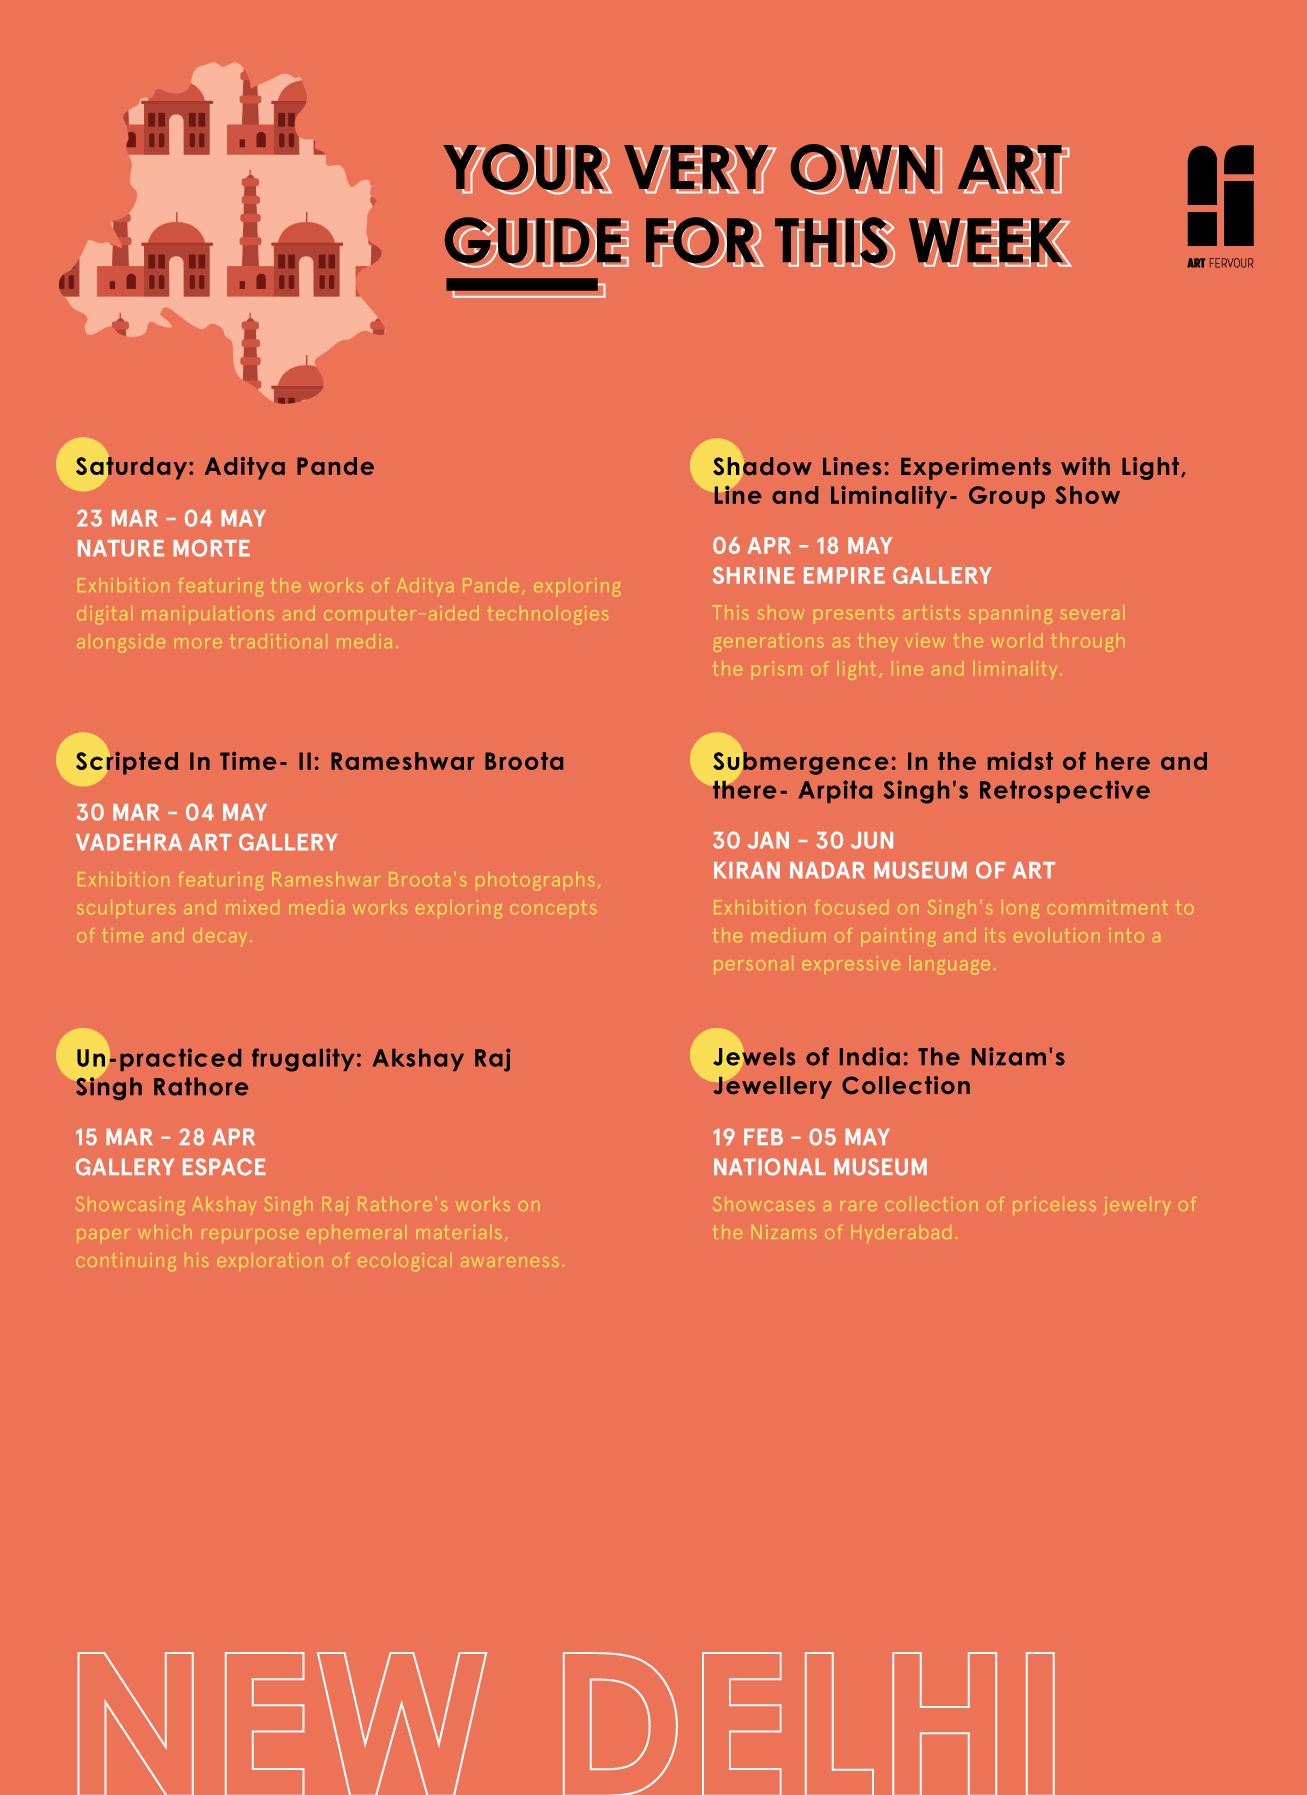 YOUR VERY OWN ART
GUIDE FOR THIS WEEK
ART FERVOUR
Saturday: Aditya Pande
23 MAR - 04 MAY
NATURE MORTE
Exhibition featuring the works of Aditya Pande, exploring
digital manipulations and computer-aided technologies
alongside more traditional media.
Scripted In Time- II: Rameshwar Broota
30 MAR - 04 MAY
VADEHRA ART GALLERY
Exhibition featuring Rameshwar Broota's photographs,
sculptures and mixed media works exploring concepts
of time and decay.
Un-practiced frugality: Akshay Raj
Singh Rathore
15 MAR - 28 APR
GALLERY ESPACE
Showcasing Akshay Singh Raj Rathore's works on
paper which repurpose ephemeral materials,
continuing his exploration of ecological awareness.
Shadow Lines: Experiments with Light,
Line and Liminality- Group Show
06 APR - 18 MAY
SHRINE EMPIRE GALLERY
This show presents artists spanning several
generations as they view the world through
the prism of light, line and liminality.
Submergence: In the midst of here and
there- Arpita Singh's Retrospective
30 JAN - 30 JUN
KIRAN NADAR MUSEUM OF ART
Exhibition focused on Singh's long commitment to
the medium of painting and its evolution into a
personal expressive language.
Jewels of India: The Nizam's
Jewellery Collection
19 FEB - 05 MAY
NATIONAL MUSEUM
Showcases a rare collection of priceless jewelry of
the Nizams of Hyderabad.
NEW DELHI